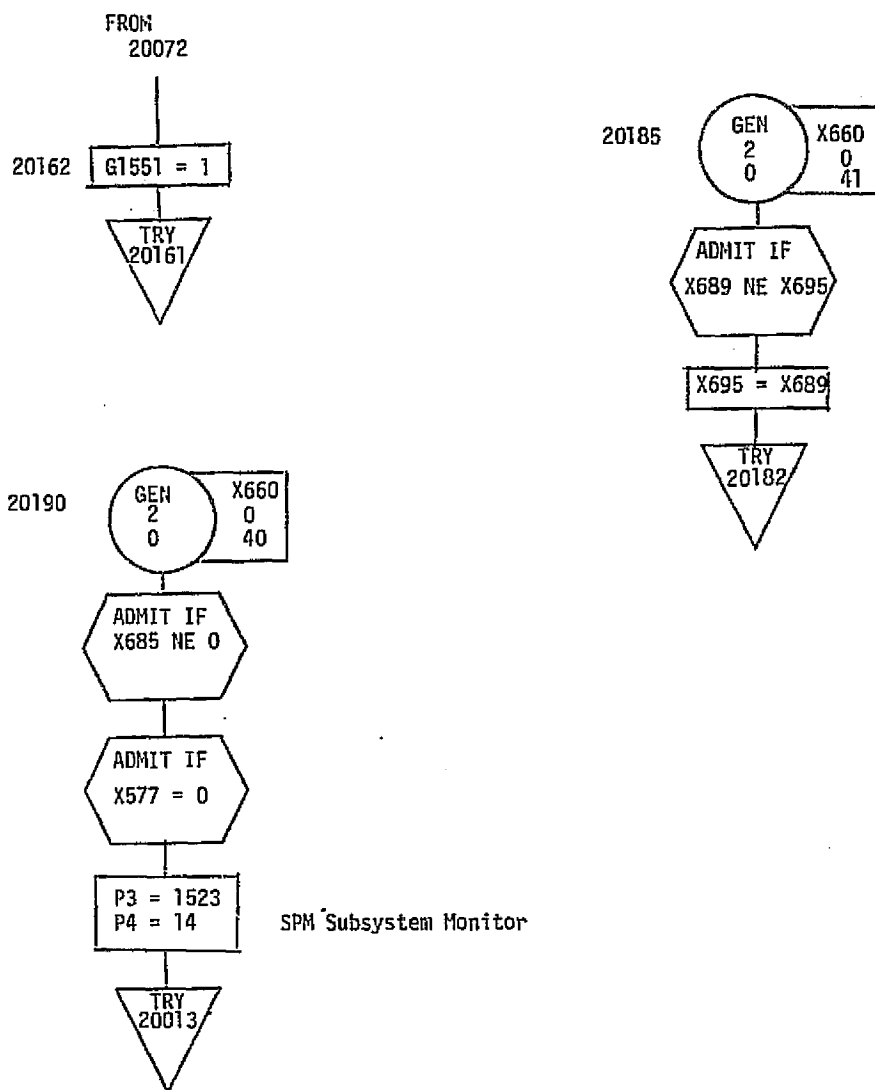 FROM
20072
20162
G1551 = 1
TRY
20161
20185
GEN
2
0
X660
0
41
ADMIT IF
X689 NE X695
X695 = X689
TRY
20182
20190
GEN
2
0
X660
0
40
ADMIT IF
X685 NE 0
ADMIT IF
X577 = 0
P3 = 1523
P4 = 14
SPM Subsystem Monitor
TRY
20013